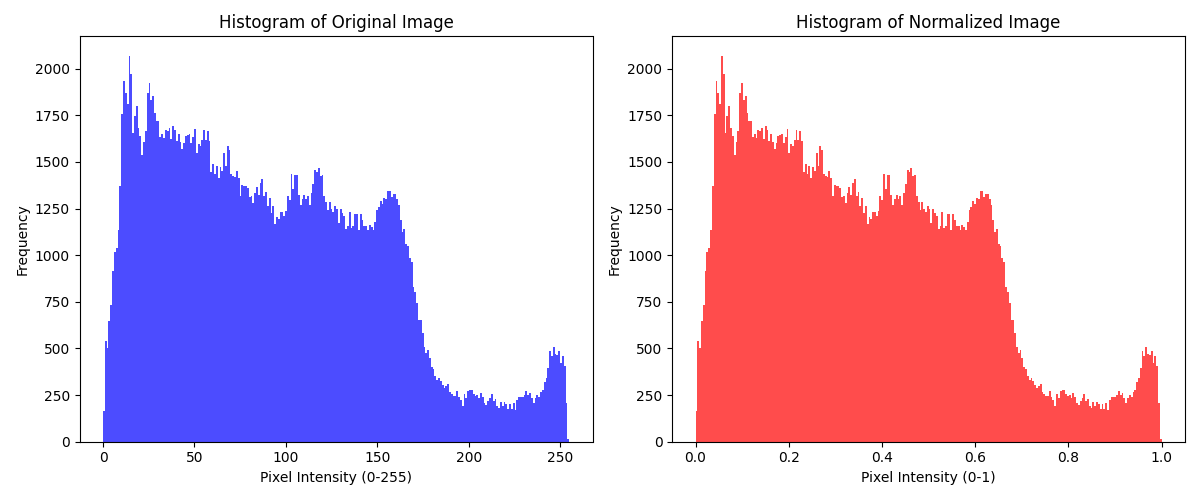 Histogram of Original Image
2000
1750
1500
1250
1000
750
500
250
0
Frequency
0 50 100 150 200 250
Pixel Intensity (0-255)
Histogram of Normalized Image
2000
1750
1500
1250
1000
750
500
250
0
Frequency
0.0 0.2 0.4 0.6 0.8 1.0
Pixel Intensity (0-1)